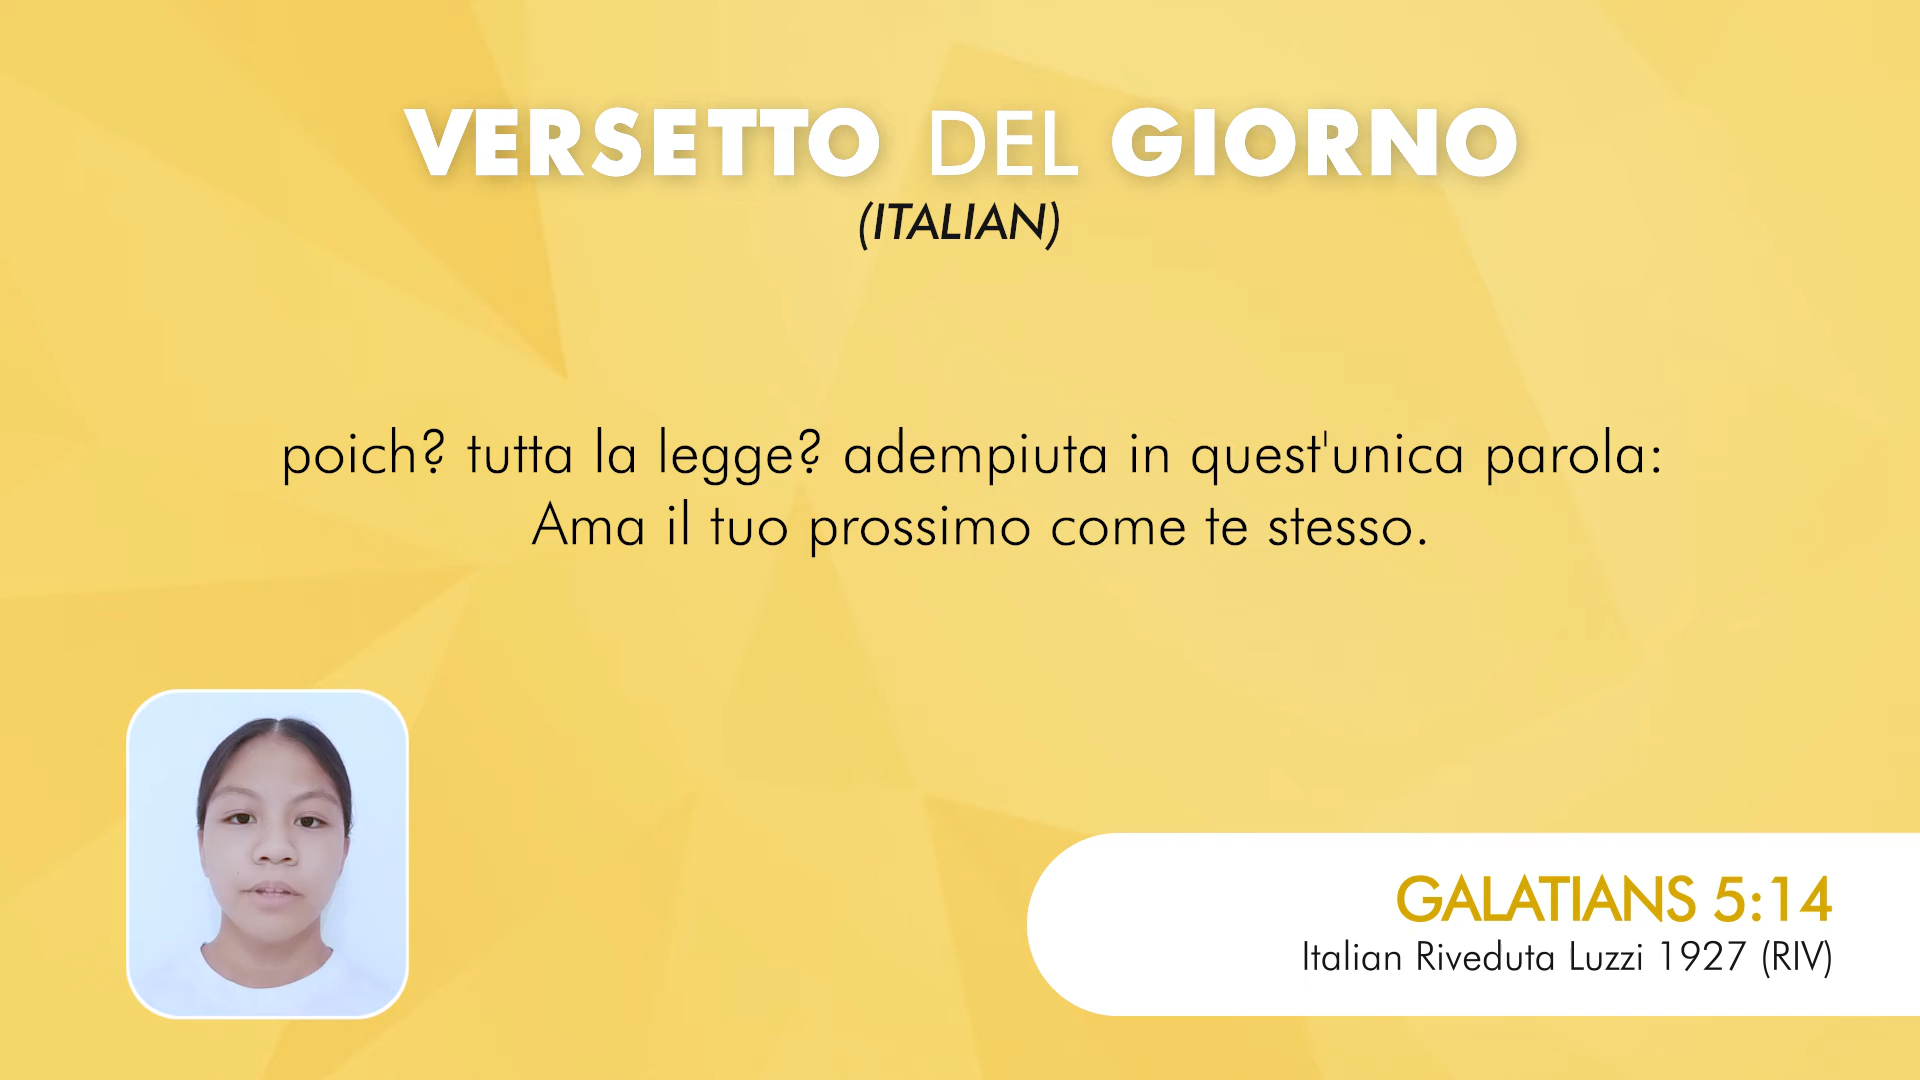 VERSETTO DEL GIORNO
(ITALIAN)
poich? tutta la legge? adempiuta in quest'unica parola:
Ama il tuo prossimo come te stesso.
GALATIANS 5:14
Italian Riveduta Luzzi 1927 (RIV)